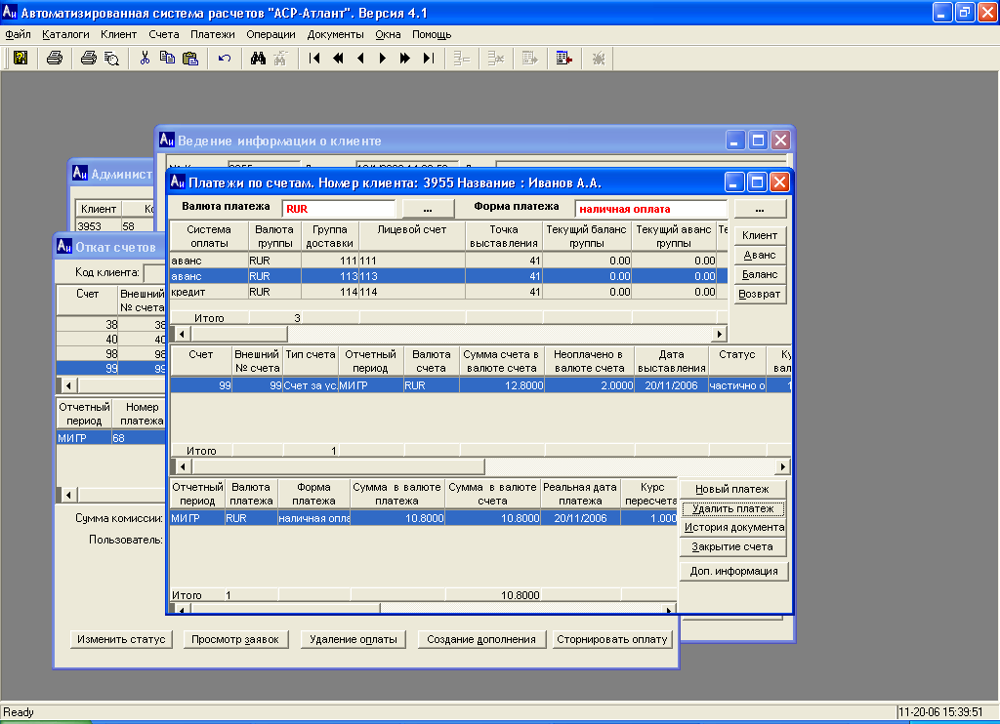 Автоматизированная система расчетов "АСР-Атлант". Версия 4.1
Файл Каталоги Клиент Счета Платежи Операции Документы Окна Помощь
Ведение информации о клиенте
Админист
Клиент
3953 58
Откат счетов
Код клиента:
Счет Внешний № счета
38 38
40 40
98 98
99 99
Отчетный период Номер платежа
МИГР 68
Сумма комиссии:
Пользователь:
Изменить статус Просмотр заявок Удаление оплаты Создание дополнения Сторнировать оплату
Платежи по счетам. Номер клиента: 3955 Название : Иванов А.А.
Валюта платежа RUR ... Форма платежа наличная оплата ...
Система оплаты Валюта группы Группа доставки Лицевой счет Точка выставления Текущий баланс группы Текущий аванс группы Те
аванс RUR 111 111 41 0.00 0.00
аванс RUR 113 113 41 0.00 0.00
кредит RUR 114 114 41 0.00 0.00
Итого 3
Клиент
Аванс
Баланс
Возврат
Счет Внешний № счета Тип счета Отчетный период Валюта счета Сумма счета в валюте счета Неоплачено в валюте счета Дата выставления Статус Ку вал
99 99 Счет за ус. МИГР RUR 12.8000 2.0000 20/11/2006 частично о 1
Итого 1
Отчетный период Валюта платежа Форма платежа Сумма в валюте платежа Сумма в валюте счета Реальная дата платежа Курс пересчета
МИГР RUR наличная опла 10.8000 10.8000 20/11/2006 1.000
Итого 1 10.8000
Новый платеж
Удалить платеж
История документа
Закрытие счета
Доп. информация
Ready 11-20-06 15:39:51